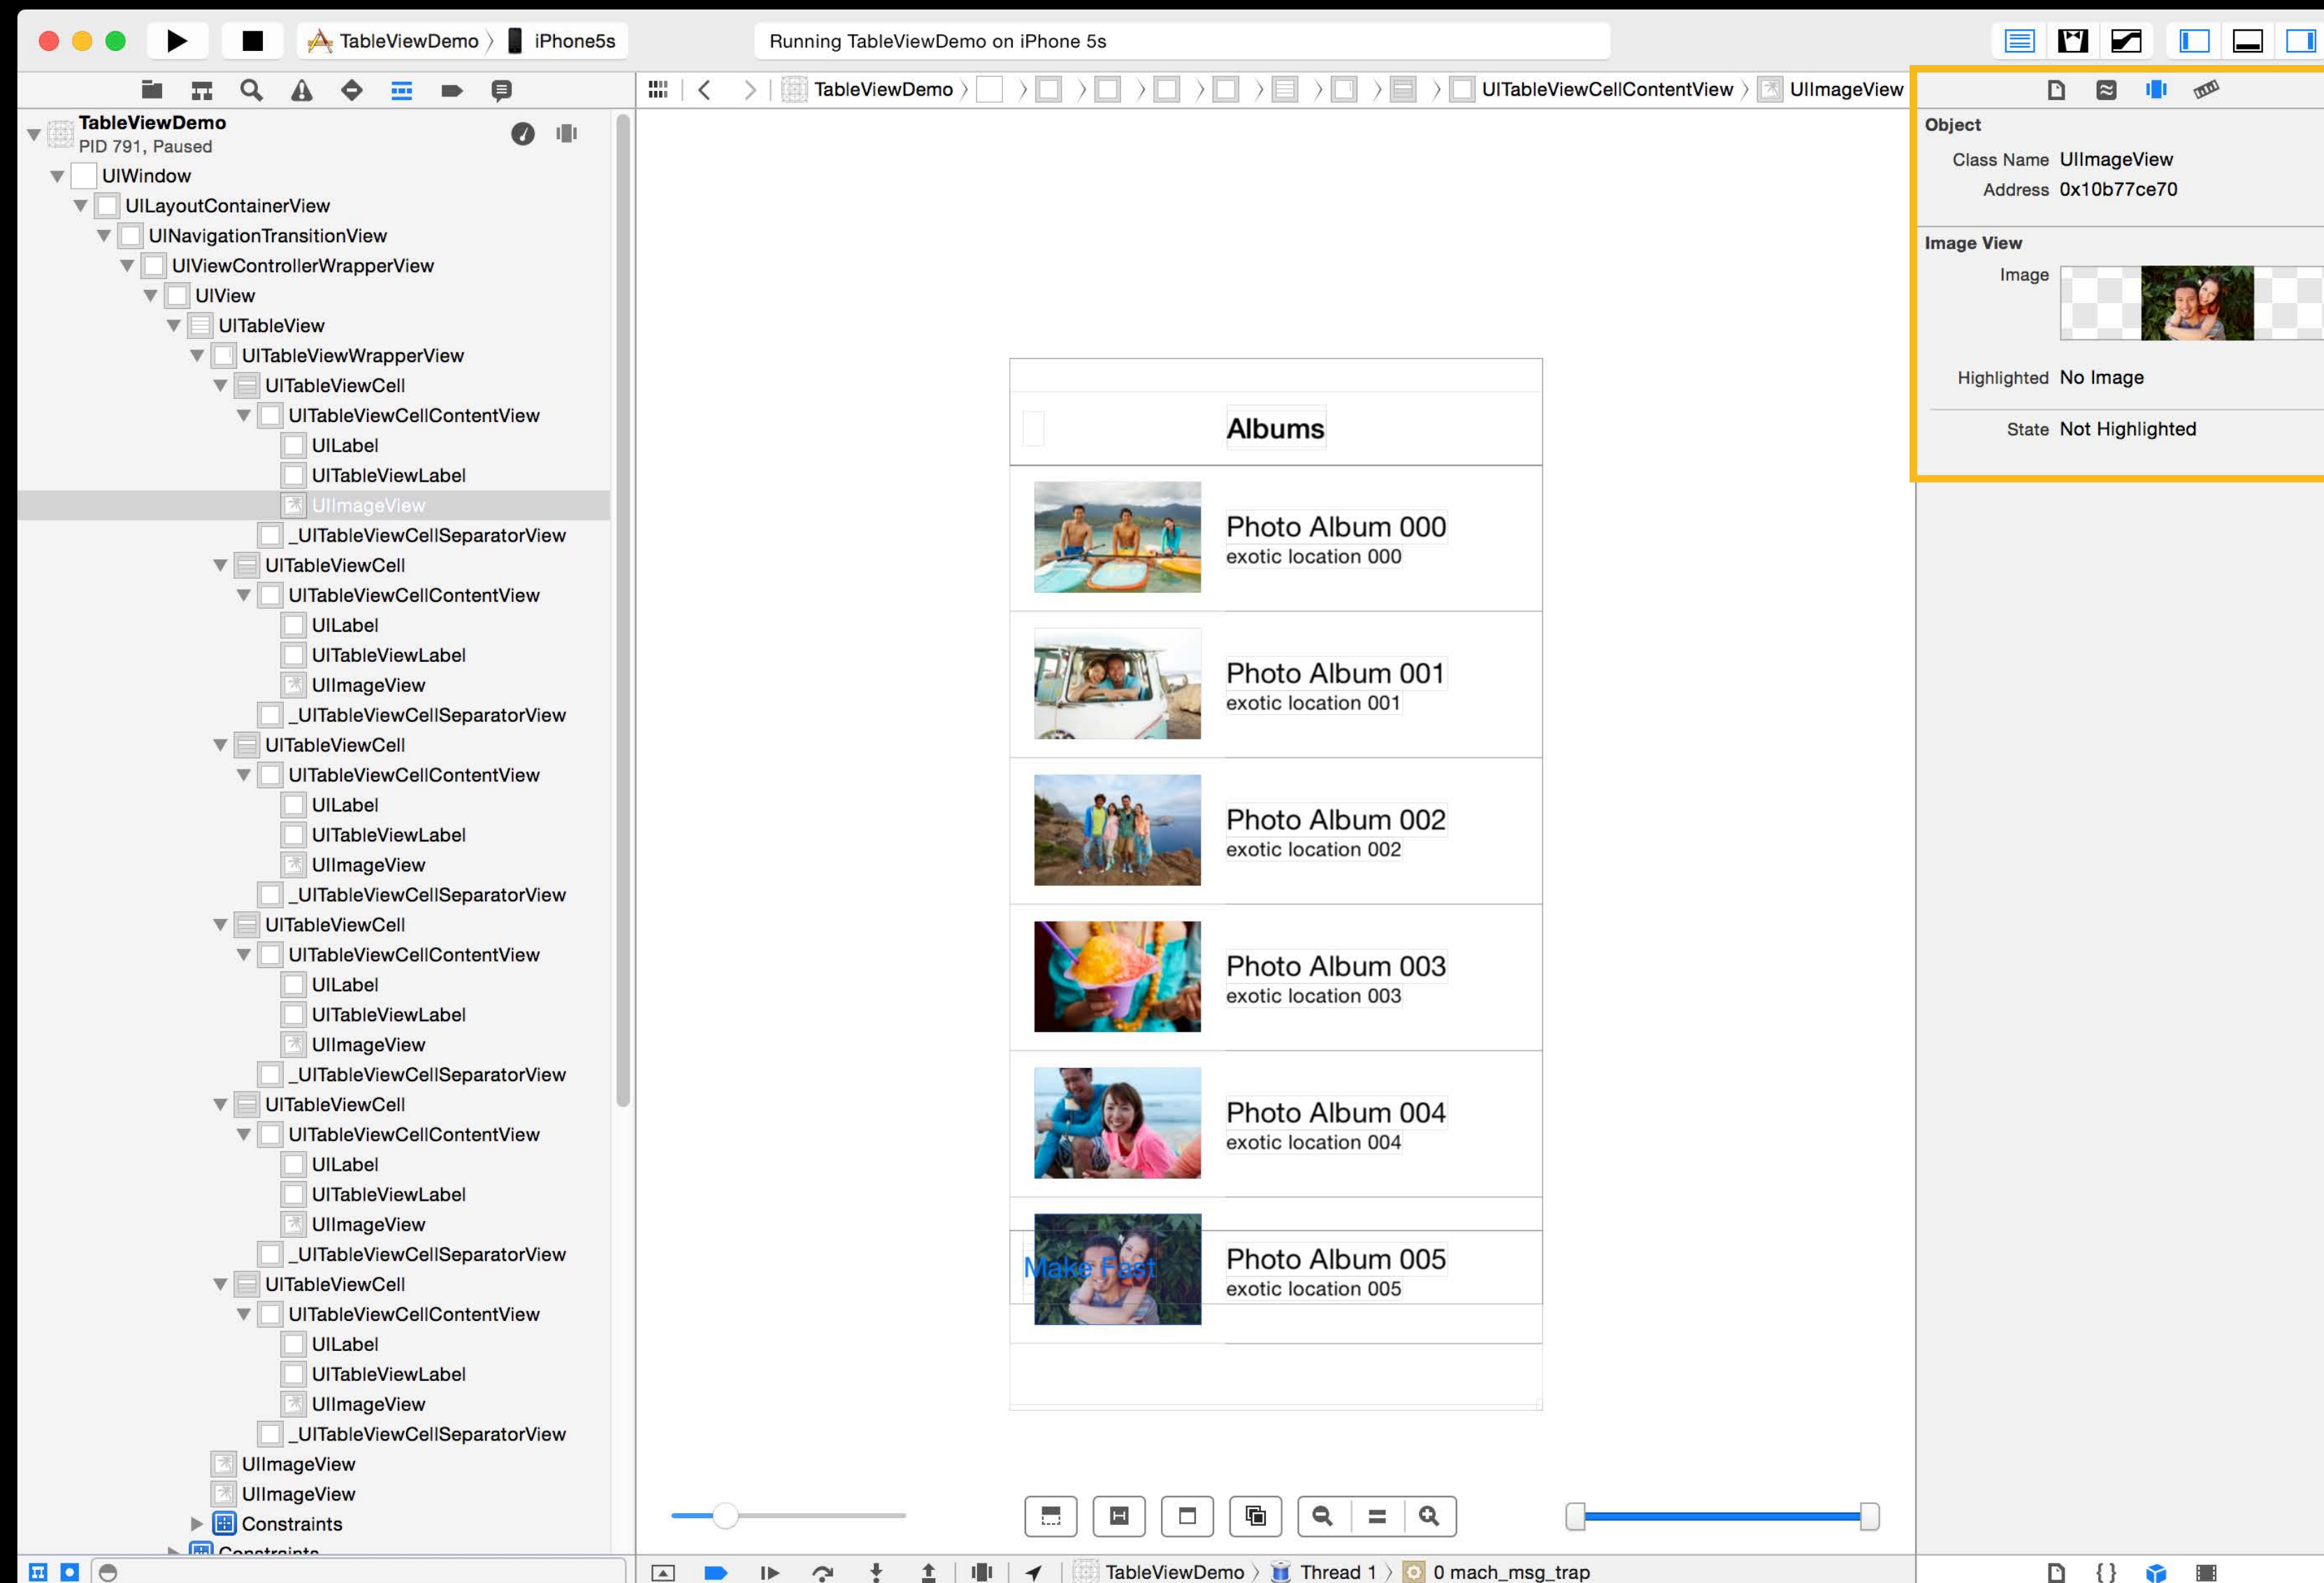 TableViewDemo iPhone5s
Running TableViewDemo on iPhone 5s
TableViewDemo UITableViewCellContentView UIImageView
TableViewDemo
PID 791, Paused
UIWindow
UILayoutContainerView
UINavigationTransitionView
UIViewControllerWrapperView
UIView
UITableView
UITableViewWrapperView
UITableViewCell
UITableViewCellContentView
UILabel
UITableViewLabel
UIImageView
_UITableViewCellSeparatorView
UITableViewCell
UITableViewCellContentView
UILabel
UITableViewLabel
UIImageView
_UITableViewCellSeparatorView
UITableViewCell
UITableViewCellContentView
UILabel
UITableViewLabel
UIImageView
_UITableViewCellSeparatorView
UITableViewCell
UITableViewCellContentView
UILabel
UITableViewLabel
UIImageView
_UITableViewCellSeparatorView
UITableViewCell
UITableViewCellContentView
UILabel
UITableViewLabel
UIImageView
_UITableViewCellSeparatorView
UITableViewCell
UITableViewCellContentView
UILabel
UITableViewLabel
UIImageView
_UITableViewCellSeparatorView
UIImageView
UIImageView
Constraints
Constraints
Albums
Photo Album 000
exotic location 000
Photo Album 001
exotic location 001
Photo Album 002
exotic location 002
Photo Album 003
exotic location 003
Photo Album 004
exotic location 004
Make Fast
Photo Album 005
exotic location 005
Object
Class Name UIImageView
Address 0x10b77ce70
Image View
Image
Highlighted No Image
State Not Highlighted
TableViewDemo Thread 1 0 mach_msg_trap